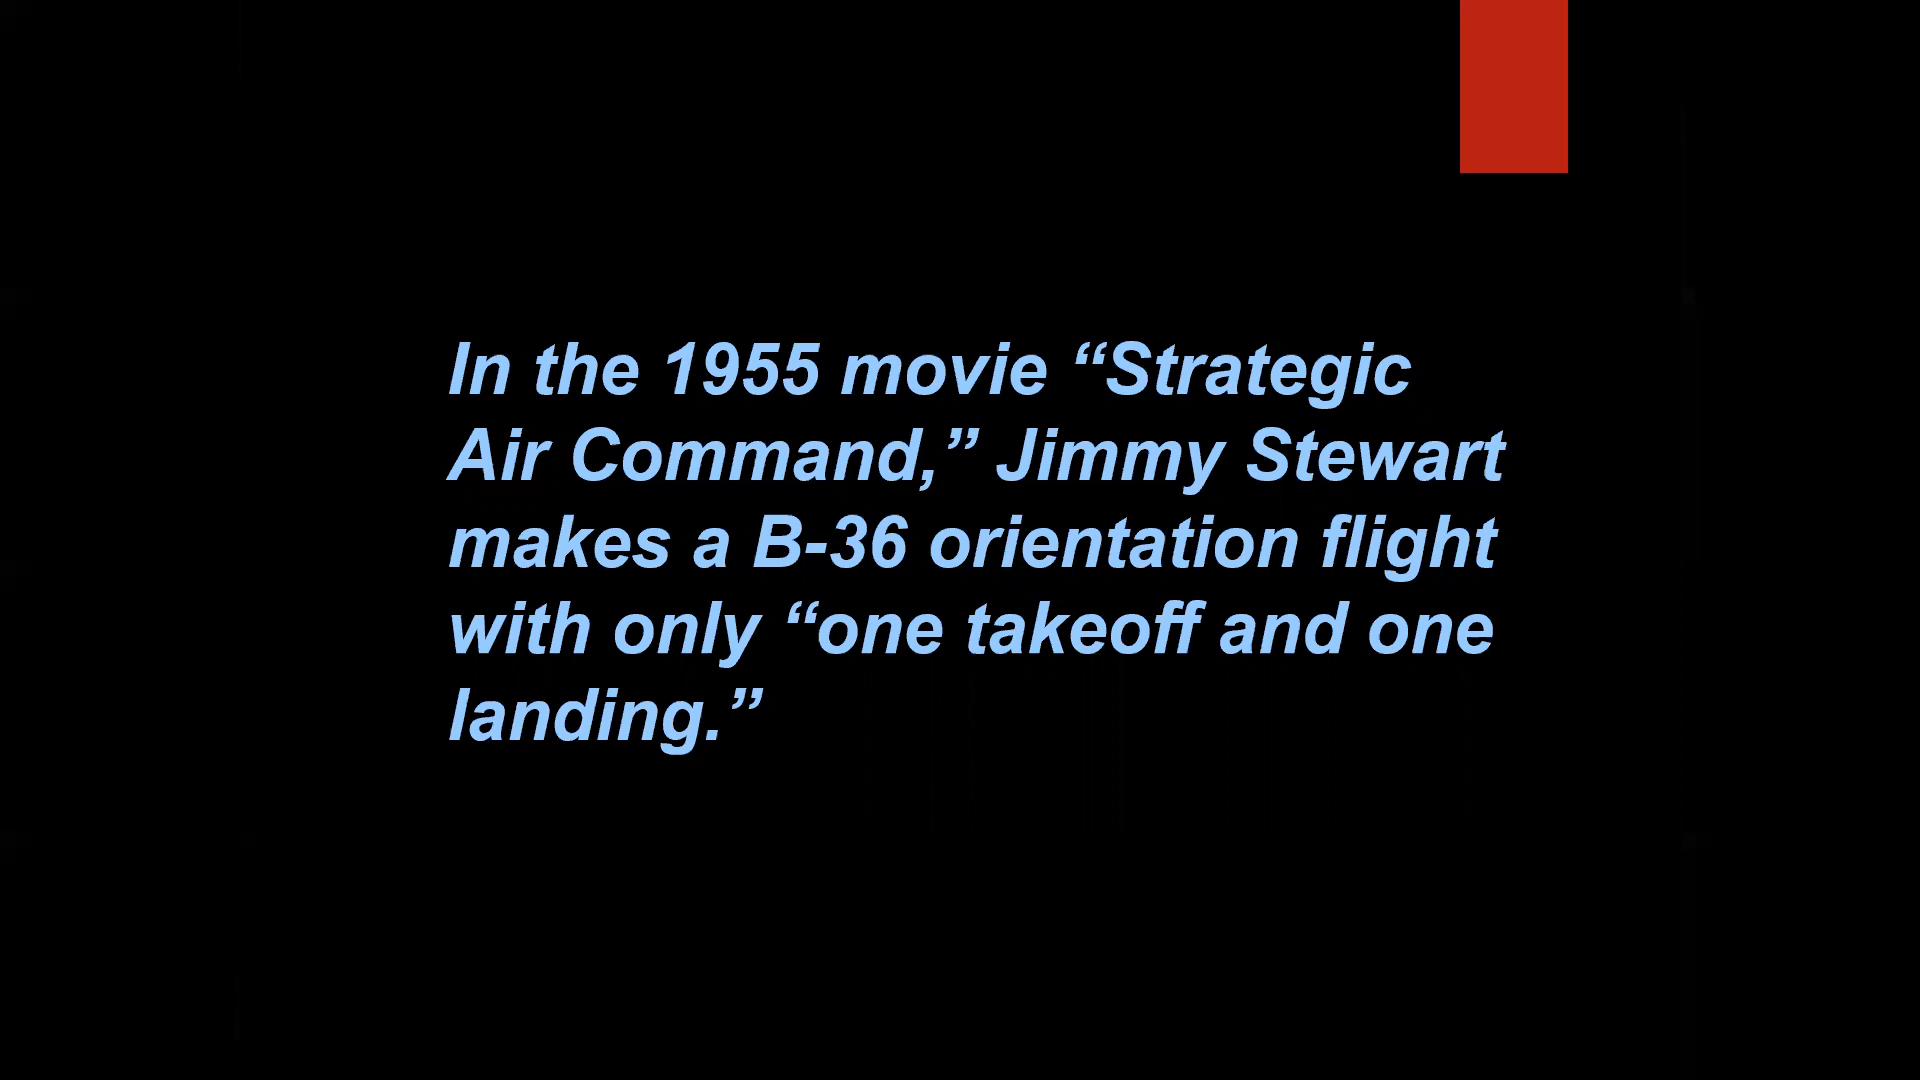 In the 1955 movie “Strategic
Air Command,” Jimmy Stewart
makes a B-36 orientation flight
with only “one takeoff and one
landing.”